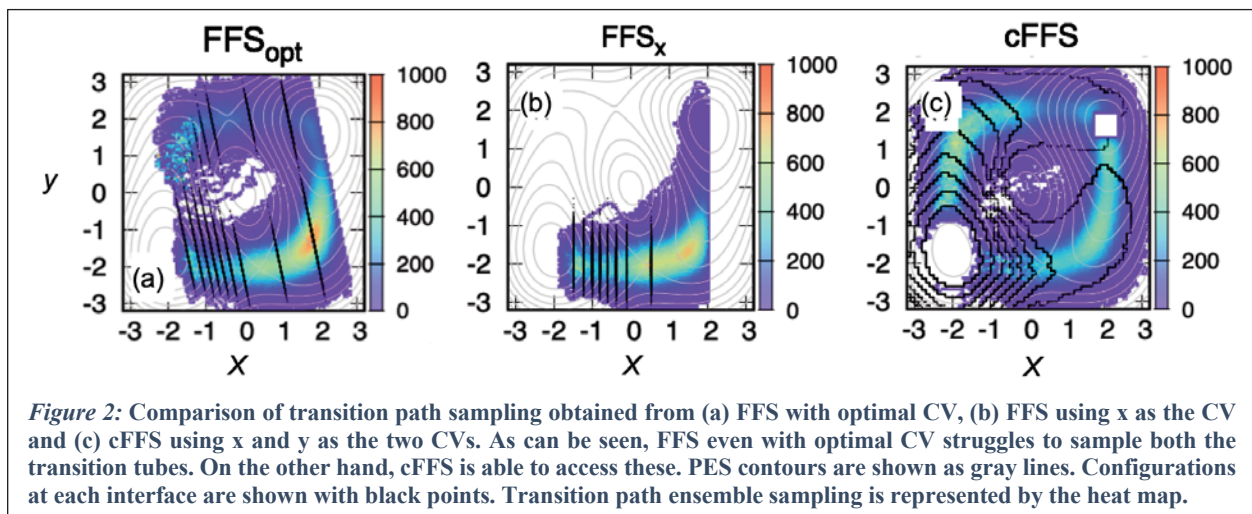 FFSopt
FFSx
cFFS
(a)
(b)
(c)
y
3
2
1
0
-1
-2
-3
-3 -2 -1 0 1 2 3
x
1000
800
600
400
200
0
3
2
1
0
-1
-2
-3
-3 -2 -1 0 1 2 3
x
1000
800
600
400
200
0
3
2
1
0
-1
-2
-3
-3 -2 -1 0 1 2 3
x
1000
800
600
400
200
0
Figure 2: Comparison of transition path sampling obtained from (a) FFS with optimal CV, (b) FFS using x as the CV
and (c) cFFS using x and y as the two CVs. As can be seen, FFS even with optimal CV struggles to sample both the
transition tubes. On the other hand, cFFS is able to access these. PES contours are shown as gray lines. Configurations
at each interface are shown with black points. Transition path ensemble sampling is represented by the heat map.